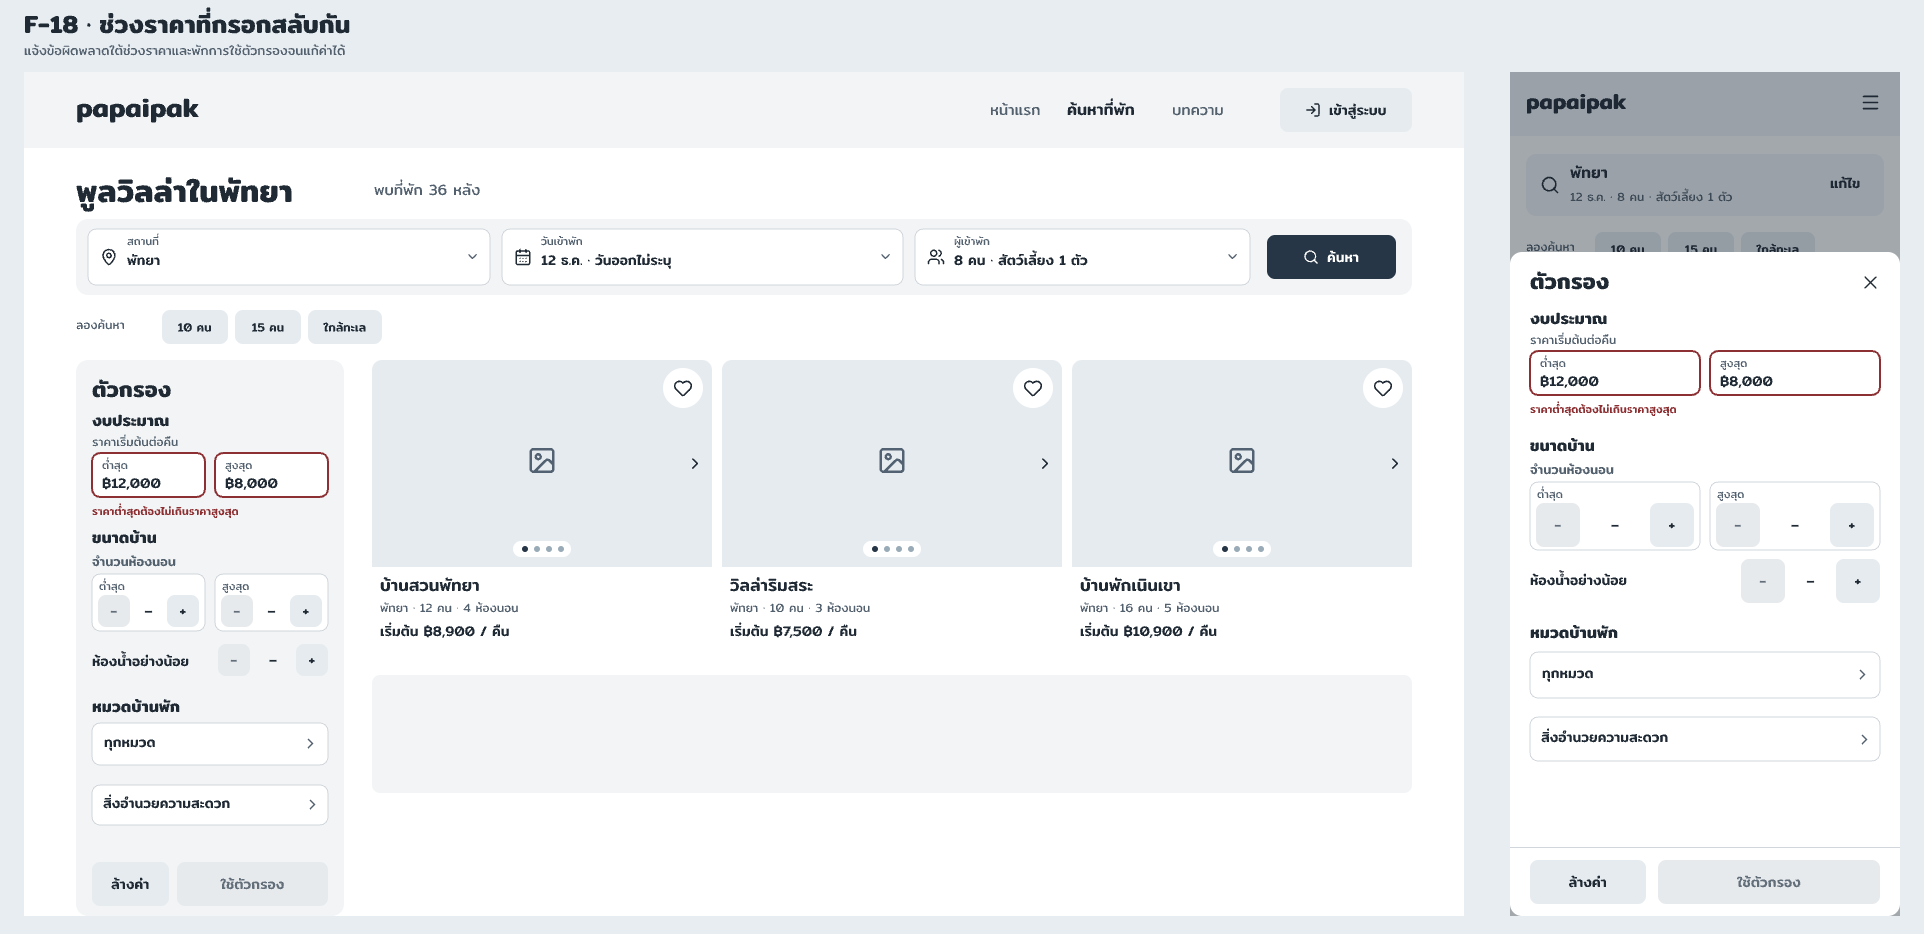 F-18 · ช่วงราคาที่กรอกสลับกัน
แจ้งข้อผิดพลาดใต้ช่วงราคาและพักการใช้ตัวกรองจนแก้ค่าได้
papaipak
หน้าแรก
ค้นหาที่พัก
บทความ
เข้าสู่ระบบ
พูลวิลล่าในพัทยา
พบที่พัก 36 หลัง
สถานที่
พัทยา
วันเข้าพัก
12 ธ.ค. · วันออกไม่ระบุ
ผู้เข้าพัก
8 คน · สัตว์เลี้ยง 1 ตัว
ค้นหา
ลองค้นหา
10 คน
15 คน
ใกล้ทะเล
ตัวกรอง
งบประมาณ
ราคาเริ่มต้นต่อคืน
ต่ำสุด
฿12,000
สูงสุด
฿8,000
ราคาต่ำสุดต้องไม่เกินราคาสูงสุด
ขนาดบ้าน
จำนวนห้องนอน
ต่ำสุด
− – +
สูงสุด
− – +
ห้องน้ำอย่างน้อย
− – +
หมวดบ้านพัก
ทุกหมวด
สิ่งอำนวยความสะดวก
ล้างค่า
ใช้ตัวกรอง
บ้านสวนพัทยา
พัทยา · 12 คน · 4 ห้องนอน
เริ่มต้น ฿8,900 / คืน
วิลล่าริมสระ
พัทยา · 10 คน · 3 ห้องนอน
เริ่มต้น ฿7,500 / คืน
บ้านพักเนินเขา
พัทยา · 16 คน · 5 ห้องนอน
เริ่มต้น ฿10,900 / คืน
papaipak
พัทยา
12 ธ.ค. · 8 คน · สัตว์เลี้ยง 1 ตัว
แก้ไข
ลองค้นหา
10 คน
15 คน
ใกล้ทะเล
ตัวกรอง
งบประมาณ
ราคาเริ่มต้นต่อคืน
ต่ำสุด
฿12,000
สูงสุด
฿8,000
ราคาต่ำสุดต้องไม่เกินราคาสูงสุด
ขนาดบ้าน
จำนวนห้องนอน
ต่ำสุด
− – +
สูงสุด
− – +
ห้องน้ำอย่างน้อย
− – +
หมวดบ้านพัก
ทุกหมวด
สิ่งอำนวยความสะดวก
ล้างค่า
ใช้ตัวกรอง